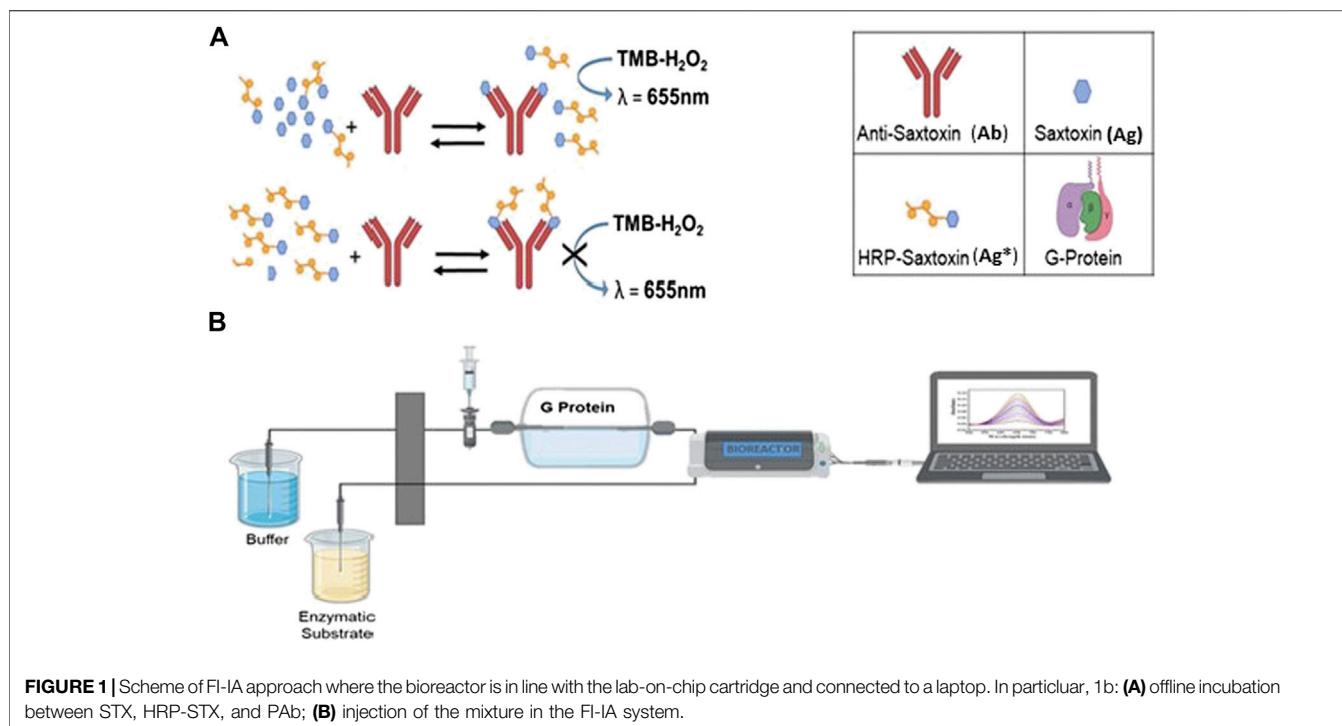 A
TMB-H₂O₂
λ = 655nm
+
TMB-H₂O₂
λ = 655nm
+
Anti-Saxtoxin (Ab)
Saxtoxin (Ag)
HRP-Saxtoxin (Ag*)
α
β
γ
G-Protein
B
G Protein
BIOREACTOR
Buffer
Enzymatic
Substrate
FIGURE 1 | Scheme of FI-IA approach where the bioreactor is in line with the lab-on-chip cartridge and connected to a laptop. In particluar, 1b: (A) offline incubation
between STX, HRP-STX, and PAb; (B) injection of the mixture in the FI-IA system.